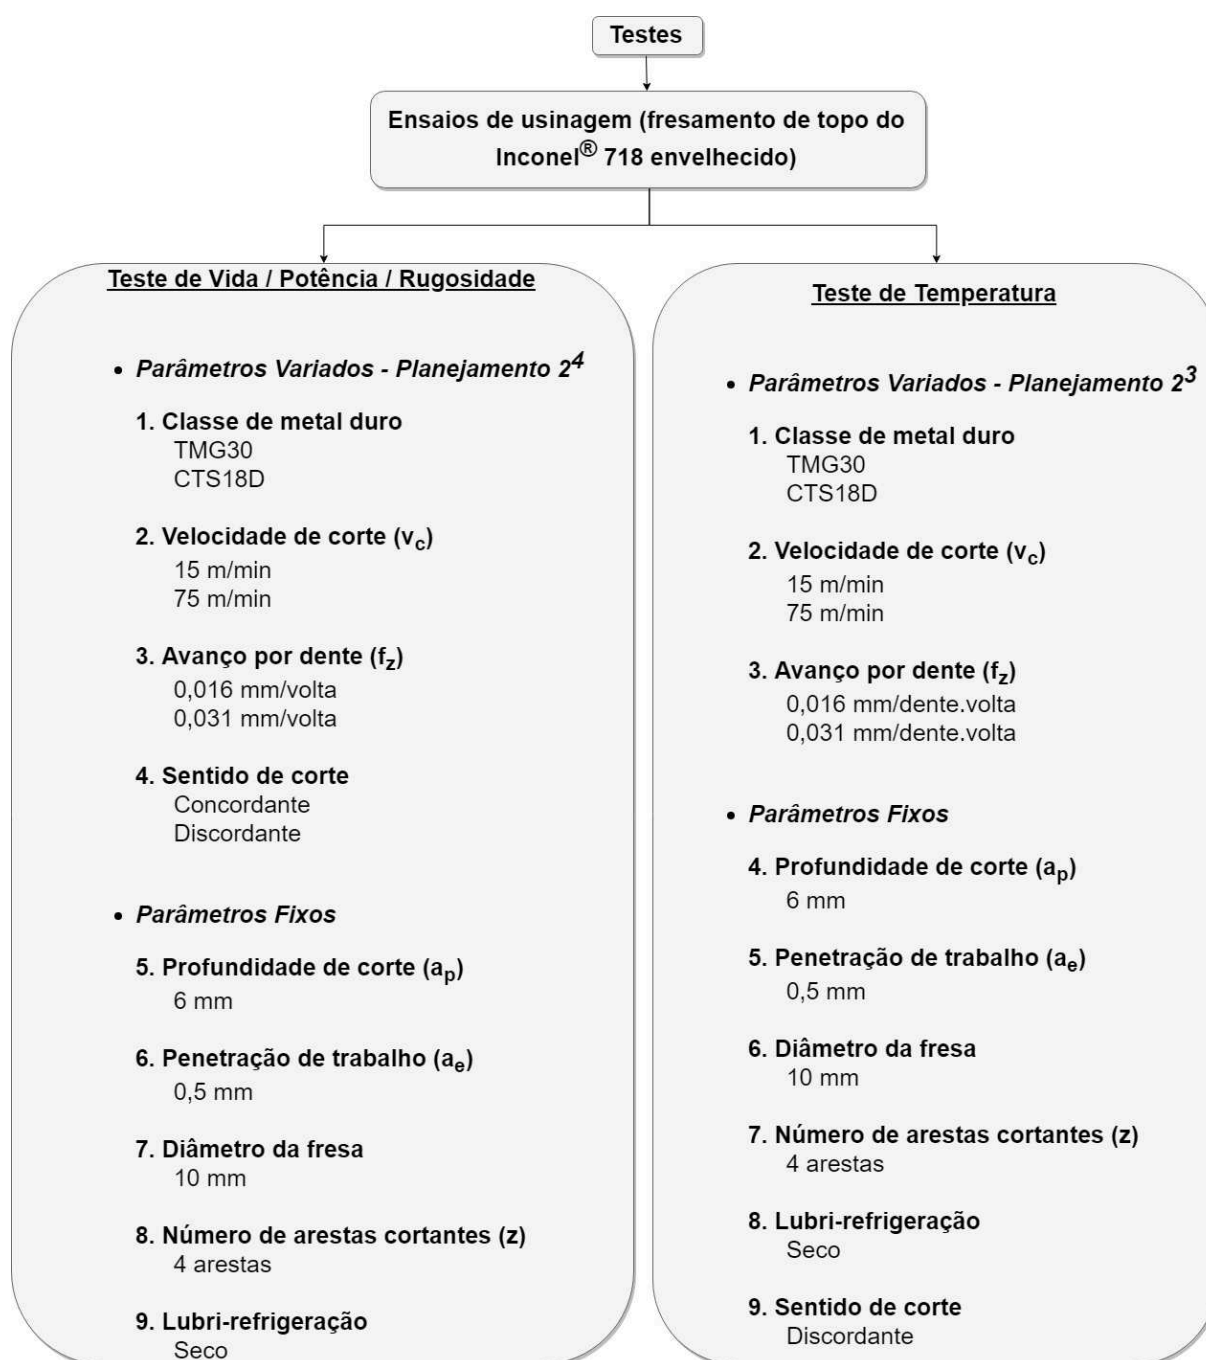 Testes
Ensaios de usinagem (fresamento de topo do
Inconel® 718 envelhecido)
Teste de Vida / Potência / Rugosidade
• Parâmetros Variados - Planejamento 2⁴
1. Classe de metal duro
TMG30
CTS18D
2. Velocidade de corte (vc)
15 m/min
75 m/min
3. Avanço por dente (fz)
0,016 mm/volta
0,031 mm/volta
4. Sentido de corte
Concordante
Discordante
• Parâmetros Fixos
5. Profundidade de corte (ap)
6 mm
6. Penetração de trabalho (ae)
0,5 mm
7. Diâmetro da fresa
10 mm
8. Número de arestas cortantes (z)
4 arestas
9. Lubri-refrigeração
Seco
Teste de Temperatura
• Parâmetros Variados - Planejamento 2³
1. Classe de metal duro
TMG30
CTS18D
2. Velocidade de corte (vc)
15 m/min
75 m/min
3. Avanço por dente (fz)
0,016 mm/dente.volta
0,031 mm/dente.volta
• Parâmetros Fixos
4. Profundidade de corte (ap)
6 mm
5. Penetração de trabalho (ae)
0,5 mm
6. Diâmetro da fresa
10 mm
7. Número de arestas cortantes (z)
4 arestas
8. Lubri-refrigeração
Seco
9. Sentido de corte
Discordante